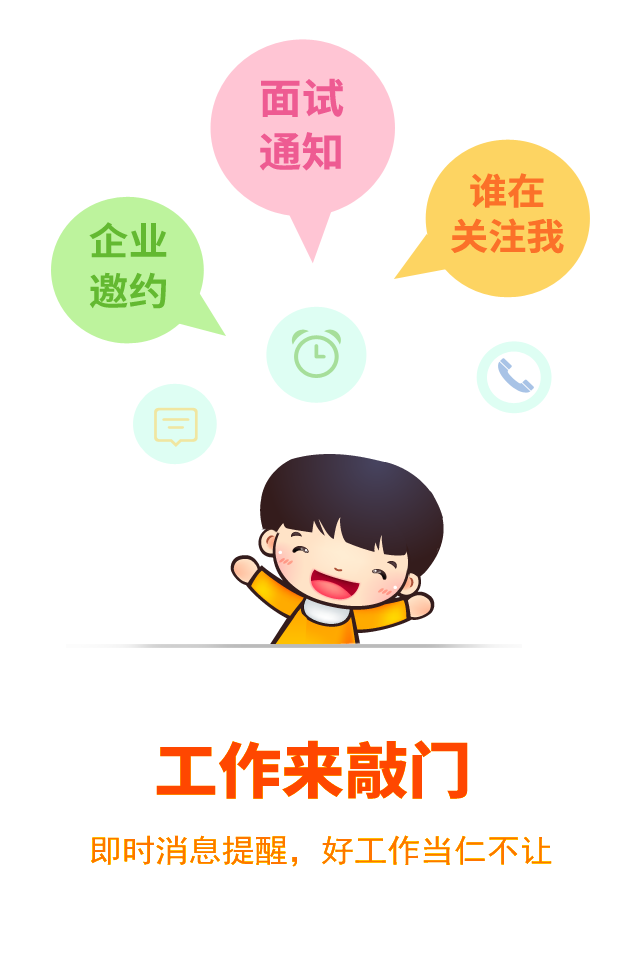 面试
通知
谁在
关注我
企业
邀约
工作来敲门
即时消息提醒，好工作当仁不让